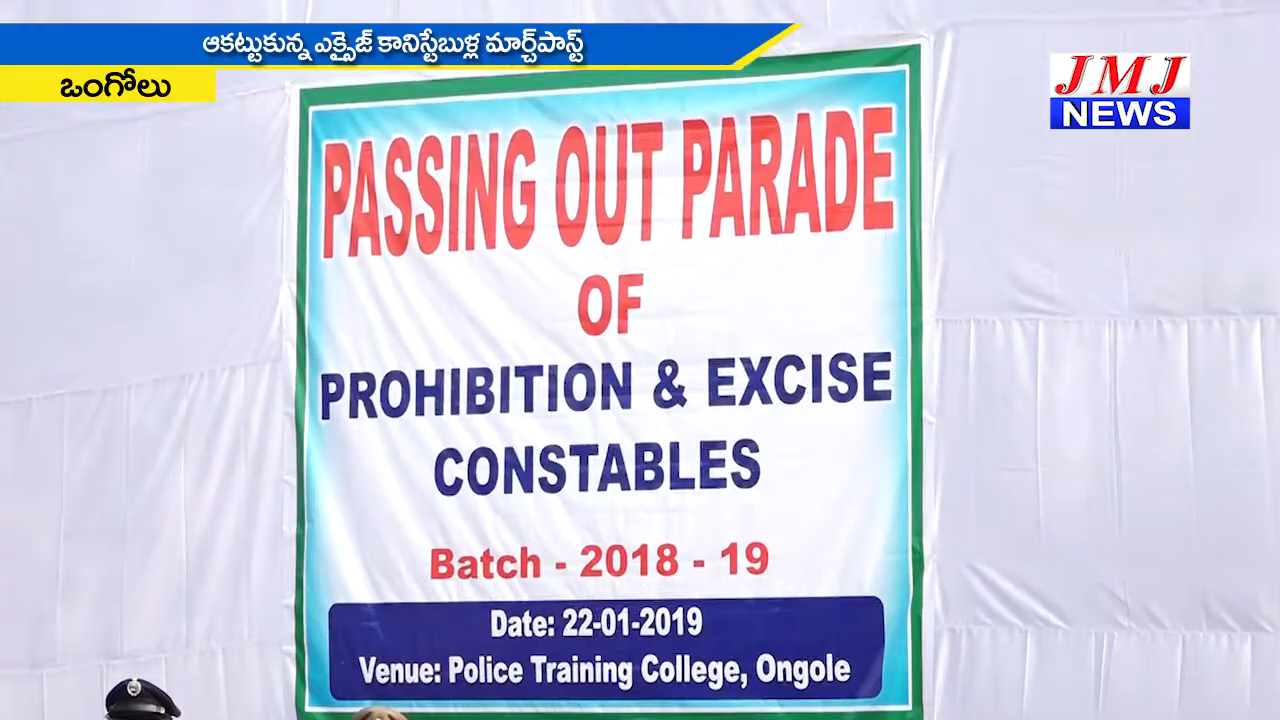 ఆకట్టుకున్న ఎక్సైజ్ కానిస్టేబుళ్ల మార్చ్‌పాస్ట్
ఒంగోలు
JMJ
NEWS
PASSING OUT PARADE
OF
PROHIBITION & EXCISE
CONSTABLES
Batch - 2018 - 19
Date: 22-01-2019
Venue: Police Training College, Ongole